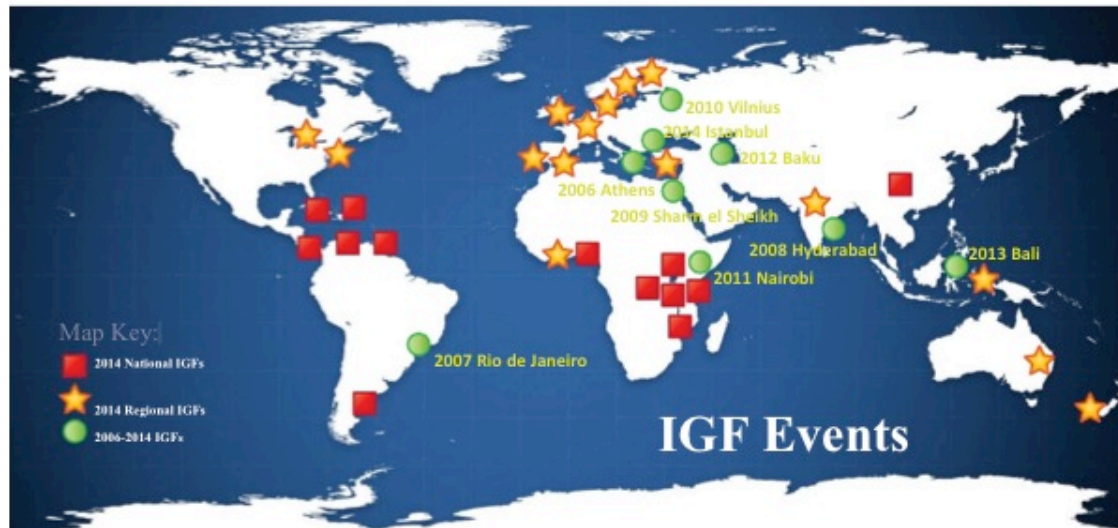 2010 Vilnius
2014 Istanbul
2012 Baku
2006 Athens
2009 Sharm el Sheikh
2008 Hyderabad
2013 Bali
2011 Nairobi
Map Key:
2014 National IGFs
2007 Rio de Janeiro
2014 Regional IGFs
2006-2014 IGFs
IGF Events